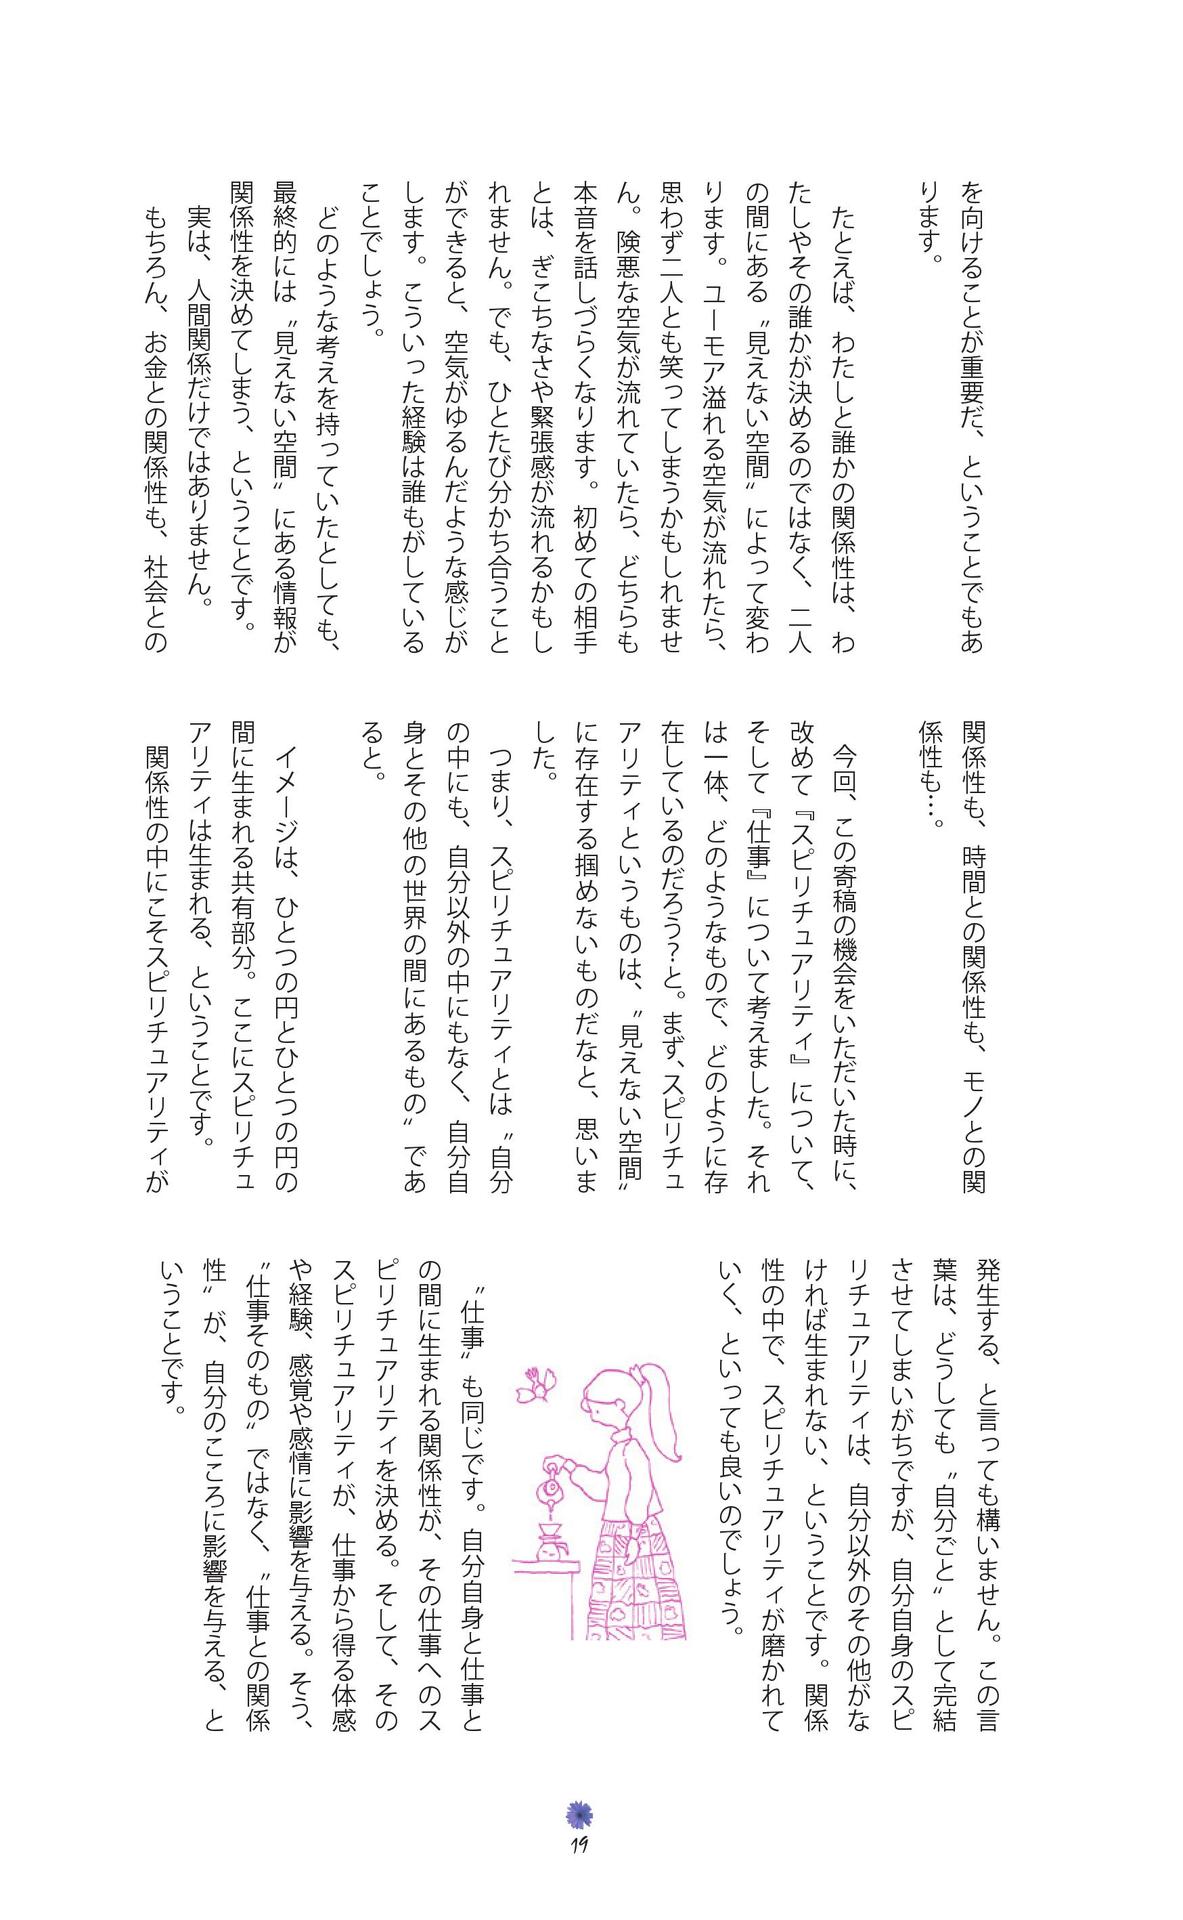 を向けることが重要だ、ということでもあ
ります。
たとえば、わたしと誰かの関係性は、わ
たしやその誰かが決めるのではなく、二人
の間にある〝見えない空間〟によって変わ
ります。ユーモア溢れる空気が流れたら、
思わず二人とも笑ってしまうかもしれませ
ん。険悪な空気が流れていたら、どちらも
本音を話しづらくなります。初めての相手
とは、ぎこちなさや緊張感が流れるかもし
れません。でも、ひとたび分かち合うこと
ができると、空気がゆるんだような感じが
します。こういった経験は誰もがしている
ことでしょう。
どのような考えを持っていたとしても、
最終的には〝見えない空間〟にある情報が
関係性を決めてしまう、ということです。
実は、人間関係だけではありません。
もちろん、お金との関係性も、社会との
関係性も、時間との関係性も、モノとの関
係性も…。
今回、この寄稿の機会をいただいた時に、
改めて『スピリチュアリティ』について、
そして『仕事』について考えました。それ
は一体、どのようなもので、どのように存
在しているのだろう?と。まず、スピリチュ
アリティというものは、〝見えない空間〟
に存在する掴めないものだなと、思いま
した。
つまり、スピリチュアリティとは〝自分
の中にも、自分以外の中にもなく、自分自
身とその他の世界の間にあるもの〟であ
ると。
イメージは、ひとつの円とひとつの円の
間に生まれる共有部分。ここにスピリチュ
アリティは生まれる、ということです。
関係性の中にこそスピリチュアリティが
発生する、と言っても構いません。この言
葉は、どうしても〝自分ごと〟として完結
させてしまいがちですが、自分自身のスピ
リチュアリティは、自分以外のその他がな
ければ生まれない、ということです。関係
性の中で、スピリチュアリティが磨かれて
いく、といっても良いのでしょう。
〝仕事〟も同じです。自分自身と仕事と
の間に生まれる関係性が、その仕事へのス
ピリチュアリティを決める。そして、その
スピリチュアリティが、仕事から得る体感
や経験、感覚や感情に影響を与える。そう、
〝仕事そのもの〟ではなく、〝仕事との関係
性〟が、自分のこころに影響を与える、と
いうことです。
19